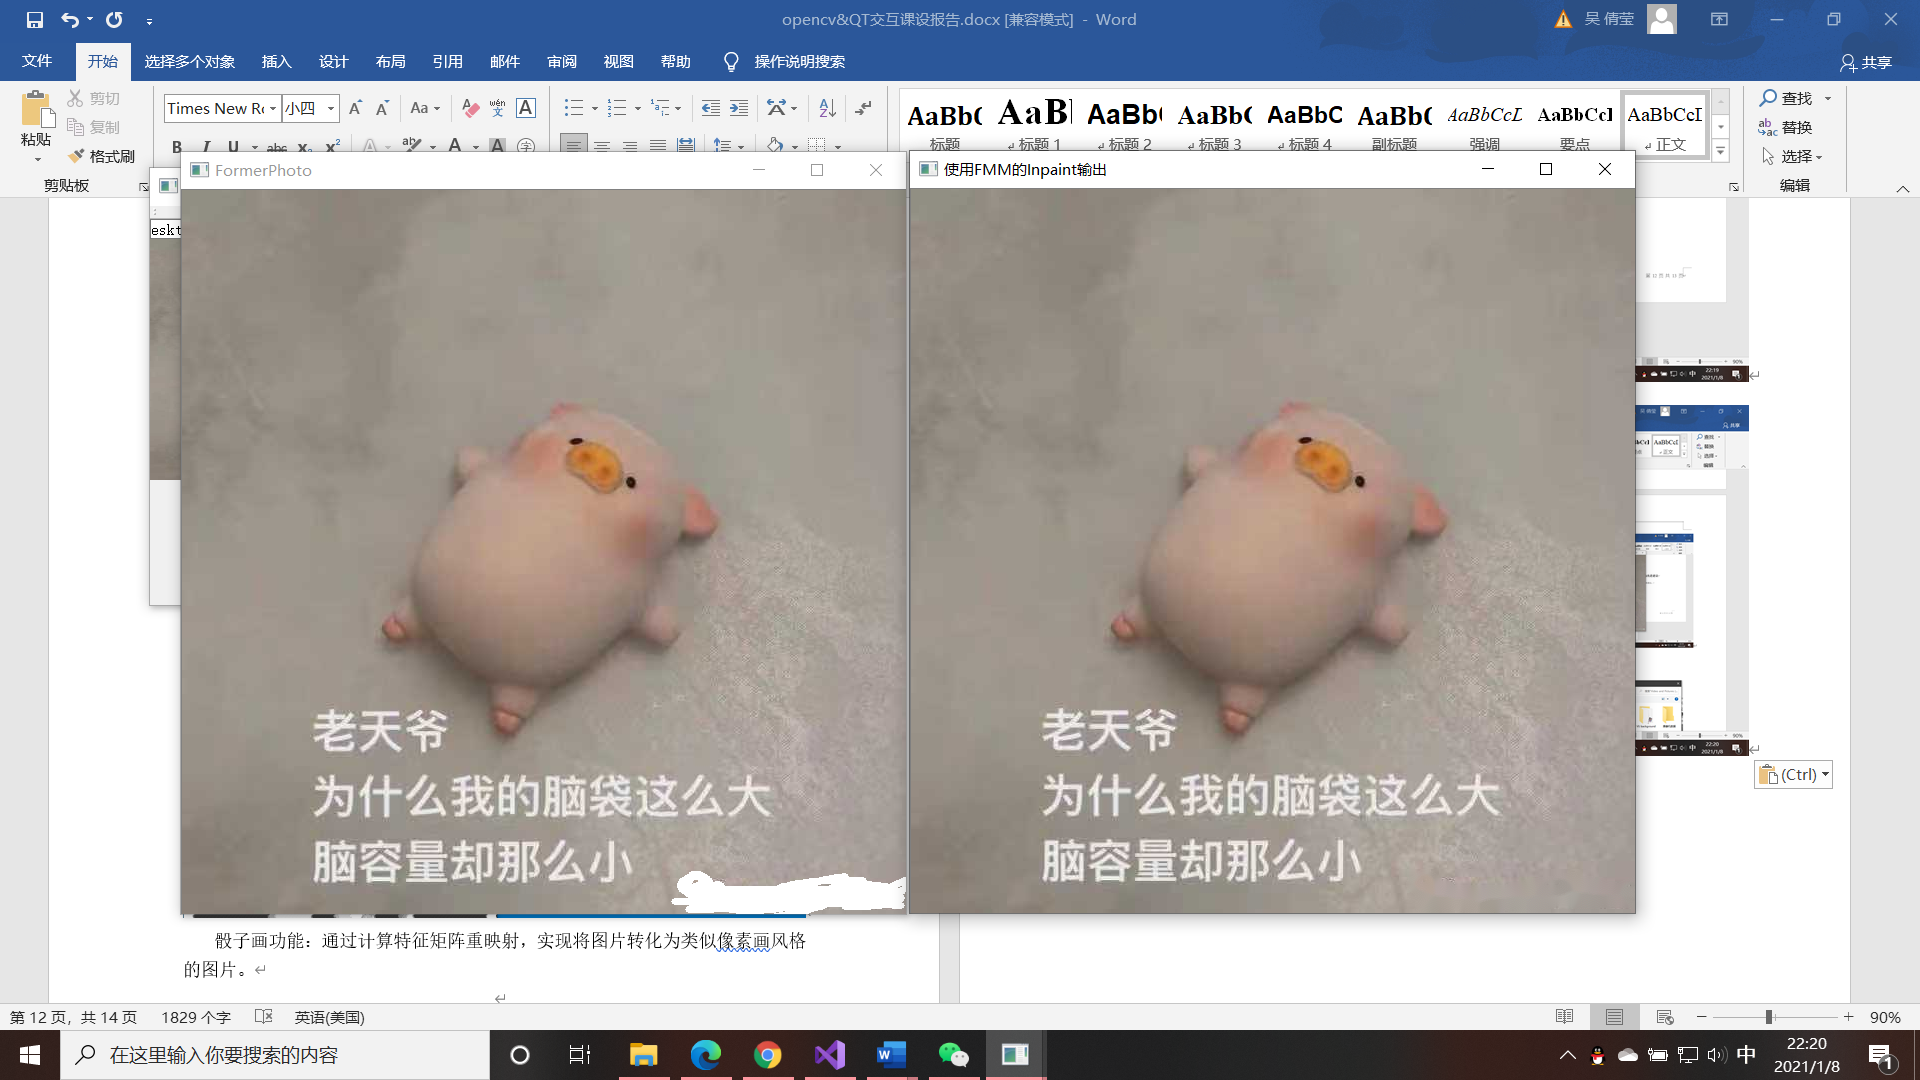 opencv&QT交互课设报告.docx [兼容模式] - Word
吴 倩莹
文件 开始 选择多个对象 插入 设计 布局 引用 邮件 审阅 视图 帮助 操作说明搜索 共享
粘贴 剪切 复制 格式刷
剪贴板
Times New R 小四
AaBbC 标题
AaBl 标题 1
AaBb 标题 2
AaBbC 标题 3
AaBbC 标题 4
AaBbC 副标题
AaBbCcL 强调
AaBbCcI 要点
AaBbCcI 正文
查找
替换
选择
编辑
FormerPhoto
使用FMM的Inpaint输出
eskt
老天爷
为什么我的脑袋这么大
脑容量却那么小
老天爷
为什么我的脑袋这么大
脑容量却那么小
(Ctrl)
骰子画功能：通过计算特征矩阵重映射，实现将图片转化为类似像素画风格
的图片。
第 12 页，共 14 页 1829 个字 英语(美国) 90%
在这里输入你要搜索的内容
中
22:20
2021/1/8
1